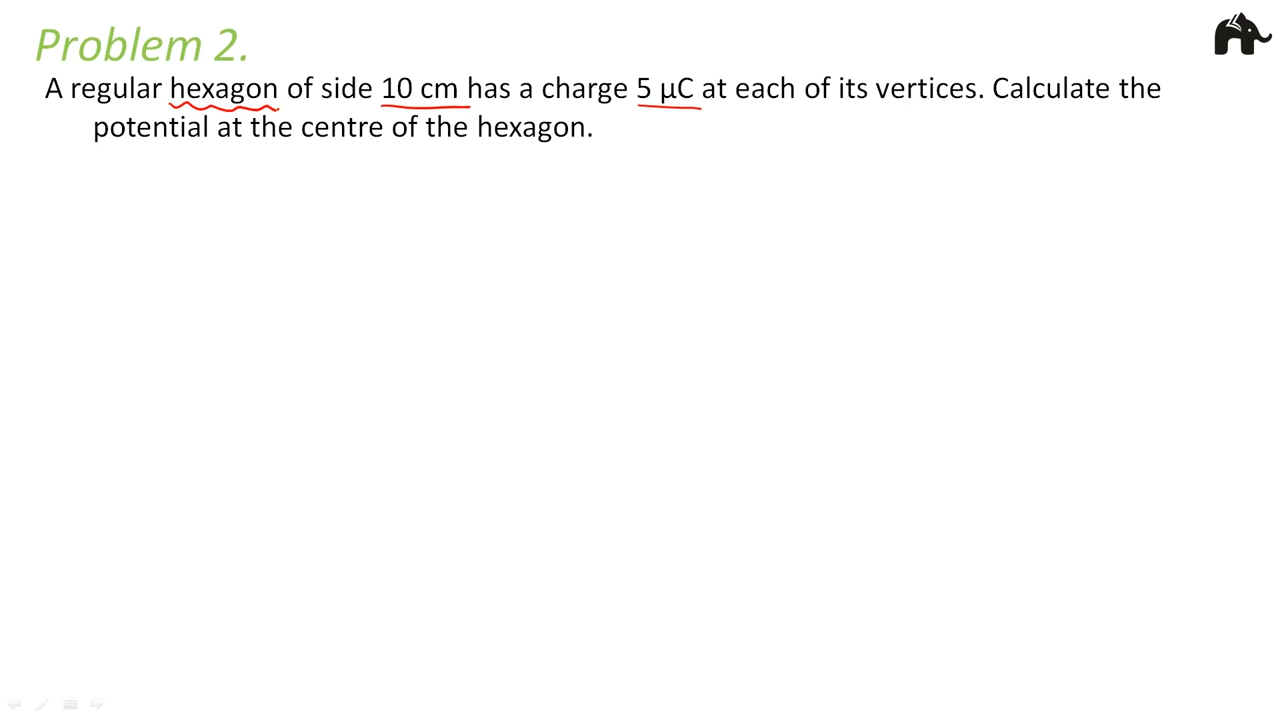 Problem 2.
A regular hexagon of side 10 cm has a charge 5 μC at each of its vertices. Calculate the
potential at the centre of the hexagon.